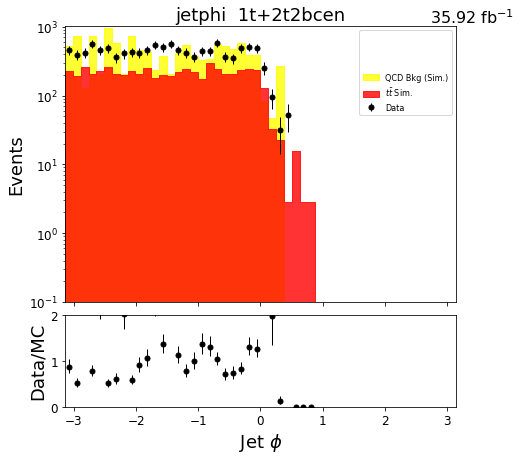 jetphi 1t+2t2bcen
35.92 fb⁻¹
Events
10³
10²
10¹
10⁰
10⁻¹
QCD Bkg (Sim.)
tt̄ Sim.
Data
Data/MC
2
1
0
−3 −2 −1 0 1 2 3
Jet ϕ